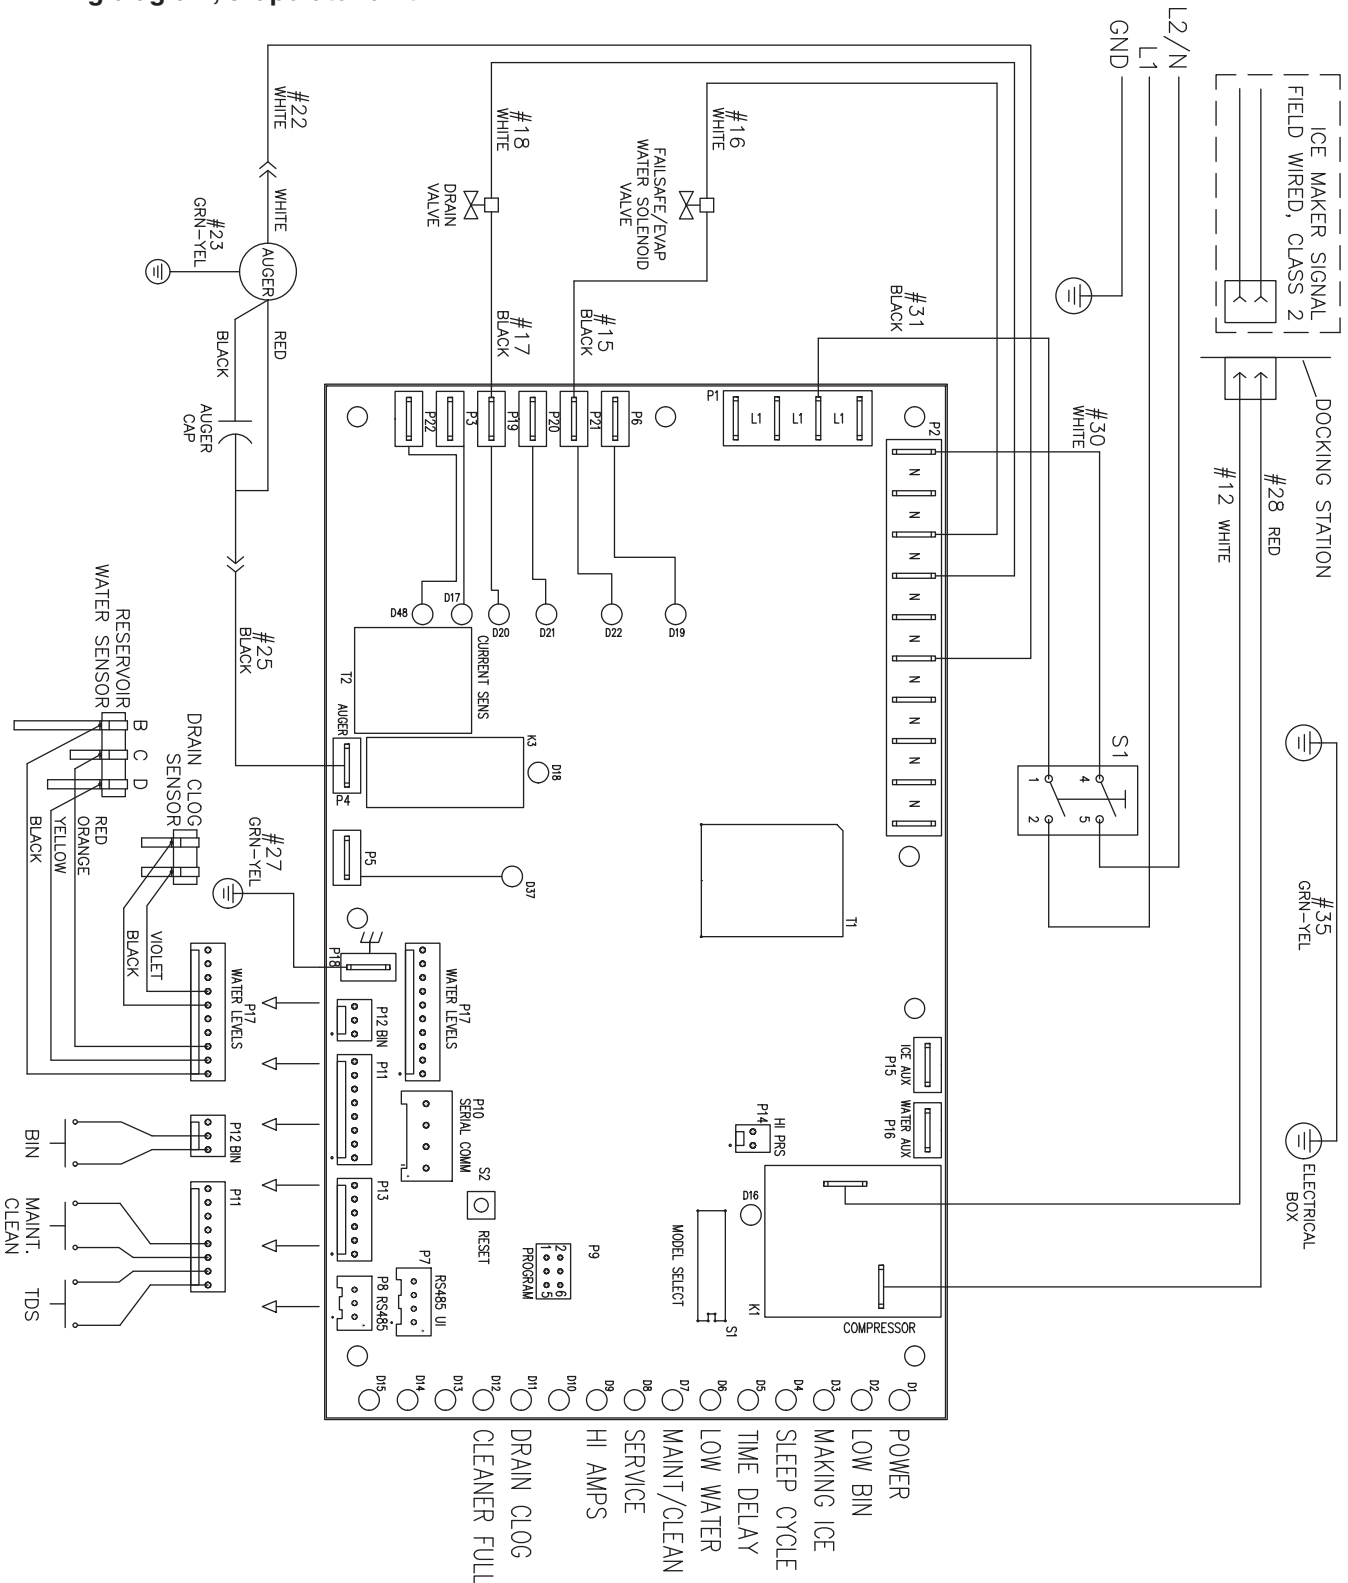 L2/N
L1
GND
ICE MAKER SIGNAL
FIELD WIRED, CLASS 2
DOCKING STATION
#28 RED
#12 WHITE
#30
WHITE
#31
BLACK
#16
WHITE
FAILSAFE/EVAP
WATER SOLENOID
VALVE
#15
BLACK
#18
WHITE
DRAIN
VALVE
#17
BLACK
#22
WHITE
WHITE
#23
GRN-YEL
AUGER
RED
BLACK
AUGER
CAP
#25
BLACK
S1
1
4
2
5
#35
GRN-YEL
ELECTRICAL
BOX
P2
N
N
N
N
N
N
N
N
N
P1
L1
L1
L1
P6
P21
P20
P19
P3
P22
D48
D17
D20
D21
D22
D19
CURRENT SENS
T2
AUGER
P4
K3
D18
P5
D37
T1
P18
#27
GRN-YEL
RESERVOIR
WATER SENSOR
B
C
D
RED
ORANGE
YELLOW
BLACK
DRAIN CLOG
SENSOR
VIOLET
BLACK
P17
WATER LEVELS
P12 BIN
P11
BIN
MAINT.
CLEAN
TDS
P17
WATER LEVELS
P12 BIN
P11
P10
SERIAL COMM
P13
S2
RESET
P7
RS485 UI
P8 RS485
P9
2
6
1
5
PROGRAM
ICE AUX
P15
WATER AUX
P16
HI PRS
P14
D16
MODEL SELECT
S1
K1
COMPRESSOR
D1
D2
D3
D4
D5
D6
D7
D8
D9
D10
D11
D12
D13
D14
D15
POWER
LOW BIN
MAKING ICE
SLEEP CYCLE
TIME DELAY
LOW WATER
MAINT/CLEAN
SERVICE
HI AMPS
DRAIN CLOG
CLEANER FULL